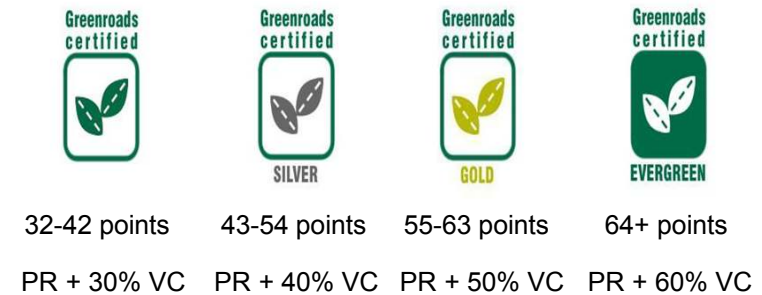 Greenroads
certified
Greenroads
certified
Greenroads
certified
Greenroads
certified
SILVER
GOLD
EVERGREEN
32-42 points
43-54 points
55-63 points
64+ points
PR + 30% VC
PR + 40% VC
PR + 50% VC
PR + 60% VC